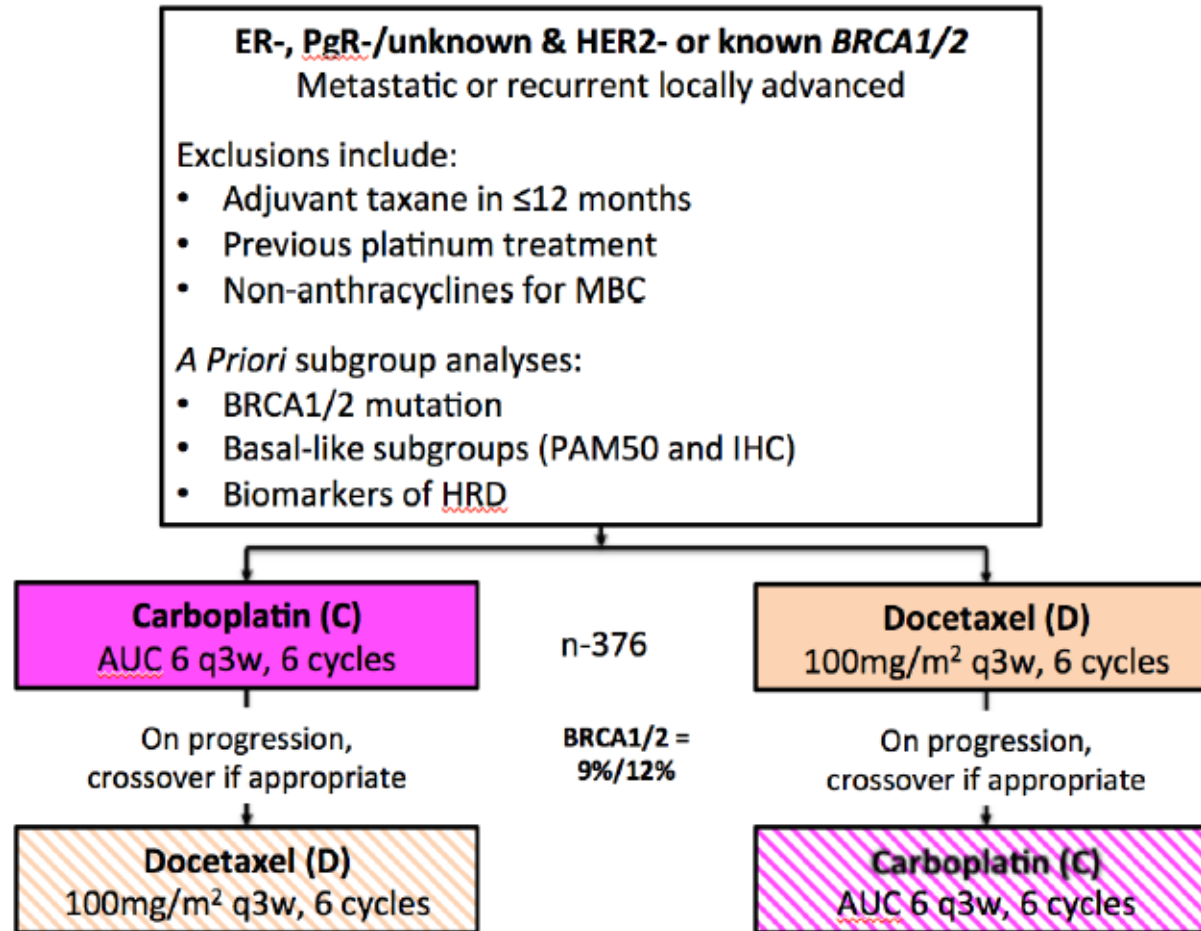 ER-, PgR-/unknown & HER2- or known BRCA1/2
Metastatic or recurrent locally advanced
Exclusions include:
• Adjuvant taxane in ≤12 months
• Previous platinum treatment
• Non-anthracyclines for MBC
A Priori subgroup analyses:
• BRCA1/2 mutation
• Basal-like subgroups (PAM50 and IHC)
• Biomarkers of HRD
Carboplatin (C)
AUC 6 q3w, 6 cycles
n-376
Docetaxel (D)
100mg/m² q3w, 6 cycles
On progression,
crossover if appropriate
BRCA1/2 =
9%/12%
On progression,
crossover if appropriate
Docetaxel (D)
100mg/m² q3w, 6 cycles
Carboplatin (C)
AUC 6 q3w, 6 cycles